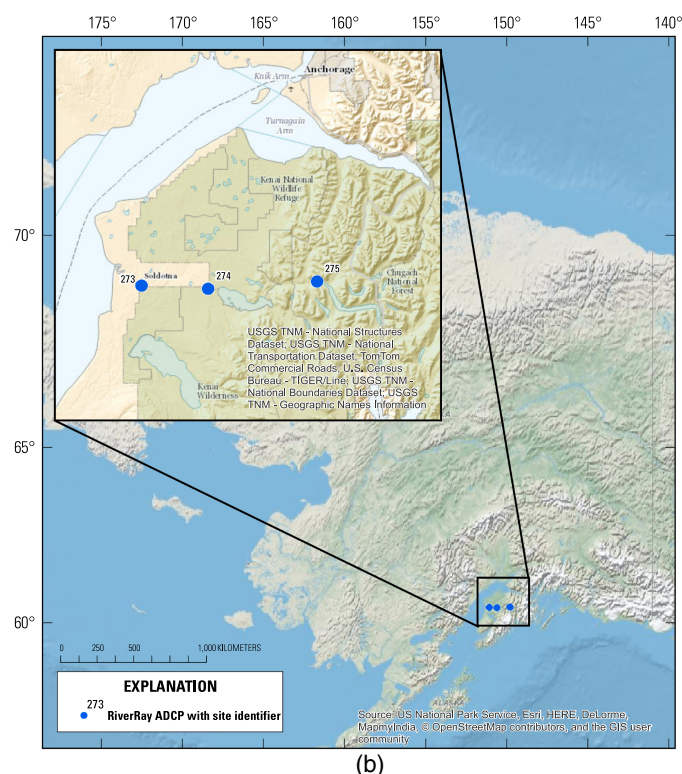 175° 170° 165° 160° 155° 150° 145° 140°
Knik Arm
Anchorage
Turnagain
Arm
Kenai National
Wildlife
Refuge
273
Soldotna
274
275
Chugach
National
Forest
Kenai
Wilderness
USGS TNM - National Structures
Dataset; USGS TNM - National
Transportation Dataset, TomTom
Commercial Roads, U.S. Census
Bureau - TIGER/Line; USGS TNM -
National Boundaries Dataset; USGS
TNM - Geographic Names Information
70°
65°
60°
0 250 500 1,000 KILOMETERS
EXPLANATION
273
RiverRay ADCP with site identifier
ALASKA
Source: US National Park Service, Esri, HERE, DeLorme,
MapmyIndia, © OpenStreetMap contributors, and the GIS user
community
(b)